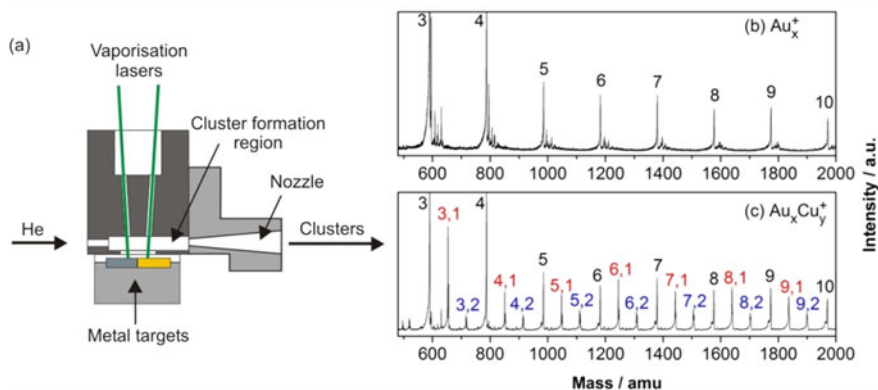 (a)
Vaporisation
lasers
Cluster formation
region
Nozzle
He
Clusters
Metal targets
(b) Auₓ⁺
3
4
5
6
7
8
9
10
600 800 1000 1200 1400 1600 1800 2000
(c) AuₓCuᵧ⁺
3
3,1
3,2
4
4,1
4,2
5
5,1
5,2
6
6,1
6,2
7
7,1
7,2
8
8,1
8,2
9
9,1
9,2
10
600 800 1000 1200 1400 1600 1800 2000
Mass / amu
Intensity / a.u.